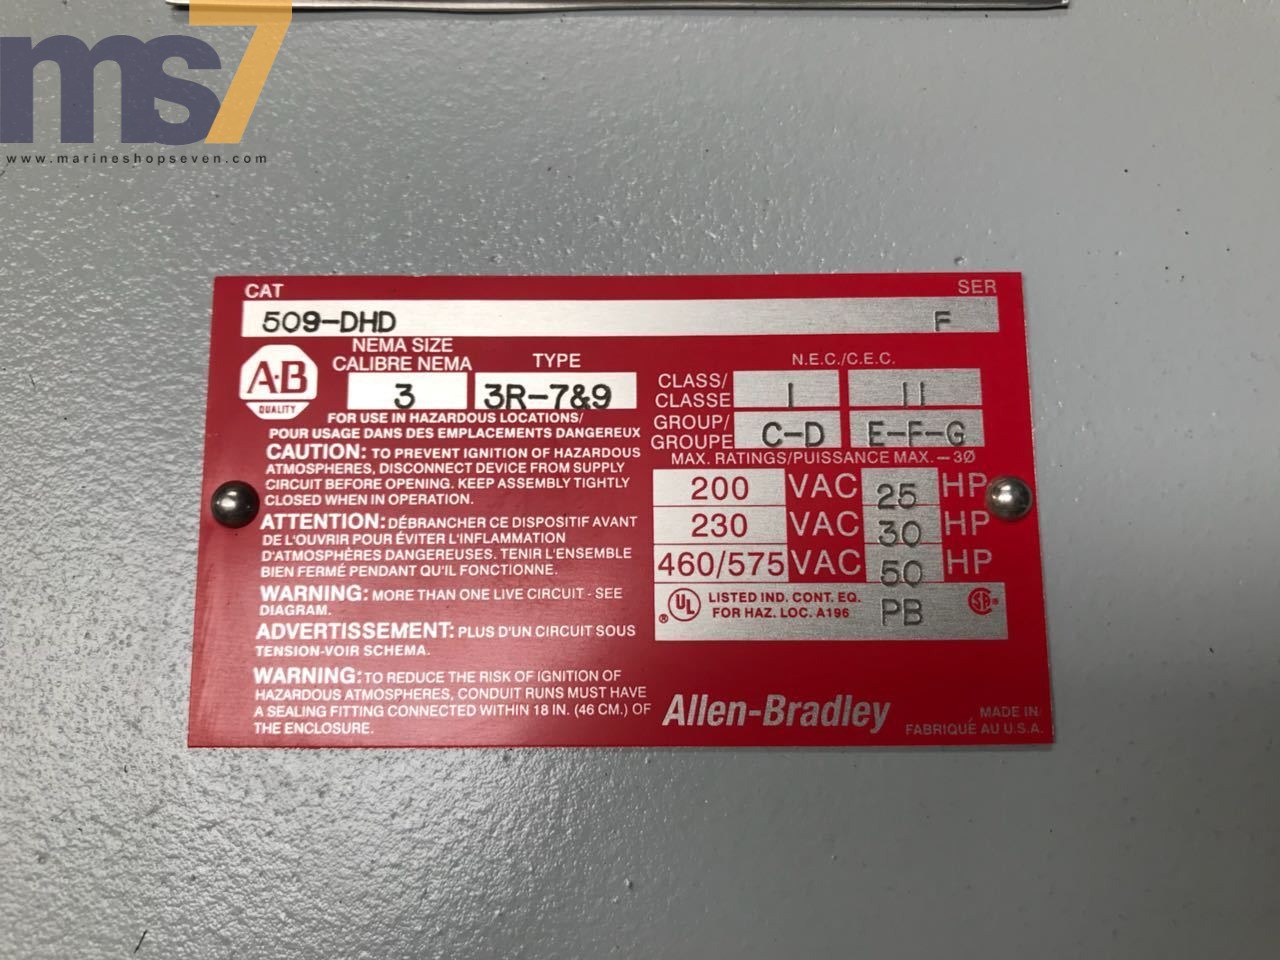 ms7
www.marineshopseven.com
CAT SER
509-DHD F
A·B
QUALITY
NEMA SIZE
CALIBRE NEMA
3
TYPE
3R-7&9
FOR USE IN HAZARDOUS LOCATIONS/
POUR USAGE DANS DES EMPLACEMENTS DANGEREUX
CAUTION: TO PREVENT IGNITION OF HAZARDOUS
ATMOSPHERES, DISCONNECT DEVICE FROM SUPPLY
CIRCUIT BEFORE OPENING. KEEP ASSEMBLY TIGHTLY
CLOSED WHEN IN OPERATION.
ATTENTION: DÉBRANCHER CE DISPOSITIF AVANT
DE L'OUVRIR POUR ÉVITER L'INFLAMMATION
D'ATMOSPHÈRES DANGEREUSES. TENIR L'ENSEMBLE
BIEN FERMÉ PENDANT QU'IL FONCTIONNE.
WARNING: MORE THAN ONE LIVE CIRCUIT - SEE
DIAGRAM.
ADVERTISSEMENT: PLUS D'UN CIRCUIT SOUS
TENSION-VOIR SCHEMA.
WARNING: TO REDUCE THE RISK OF IGNITION OF
HAZARDOUS ATMOSPHERES, CONDUIT RUNS MUST HAVE
A SEALING FITTING CONNECTED WITHIN 18 IN. (46 CM.) OF
THE ENCLOSURE.
N.E.C./C.E.C.
CLASS/
CLASSE I II
GROUP/
GROUPE C-D E-F-G
MAX. RATINGS/PUISSANCE MAX. -3Ø
200 VAC 25 HP
230 VAC 30 HP
460/575 VAC 50 HP
UL ® LISTED IND. CONT. EQ.
FOR HAZ. LOC. A196 PB
Allen-Bradley
MADE IN/
FABRIQUÉ AU U.S.A.